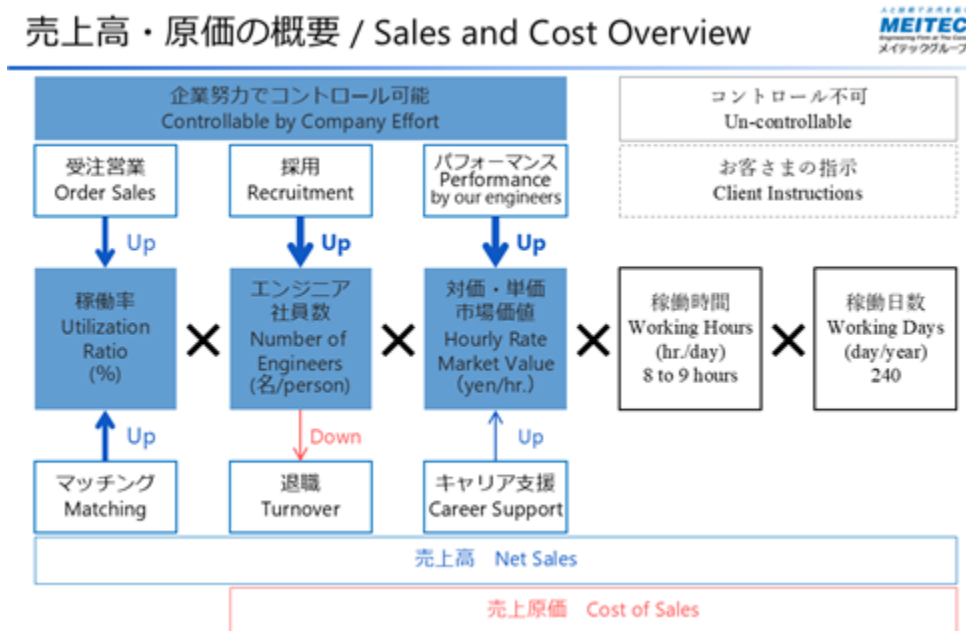 売上高・原価の概要 / Sales and Cost Overview
MEITEC
メイテックグループ
企業努力でコントロール可能
Controllable by Company Effort
コントロール不可
Un-controllable
受注営業
Order Sales
採用
Recruitment
パフォーマンス
Performance
by our engineers
お客さまの指示
Client Instructions
Up
Up
Up
稼働率
Utilization
Ratio
(%)
×
エンジニア
社員数
Number of
Engineers
(名/person)
×
対価・単価
市場価値
Hourly Rate
Market Value
(yen/hr.)
×
稼働時間
Working Hours
(hr./day)
8 to 9 hours
×
稼働日数
Working Days
(day/year)
240
Up
Down
Up
マッチング
Matching
退職
Turnover
キャリア支援
Career Support
売上高 Net Sales
売上原価 Cost of Sales